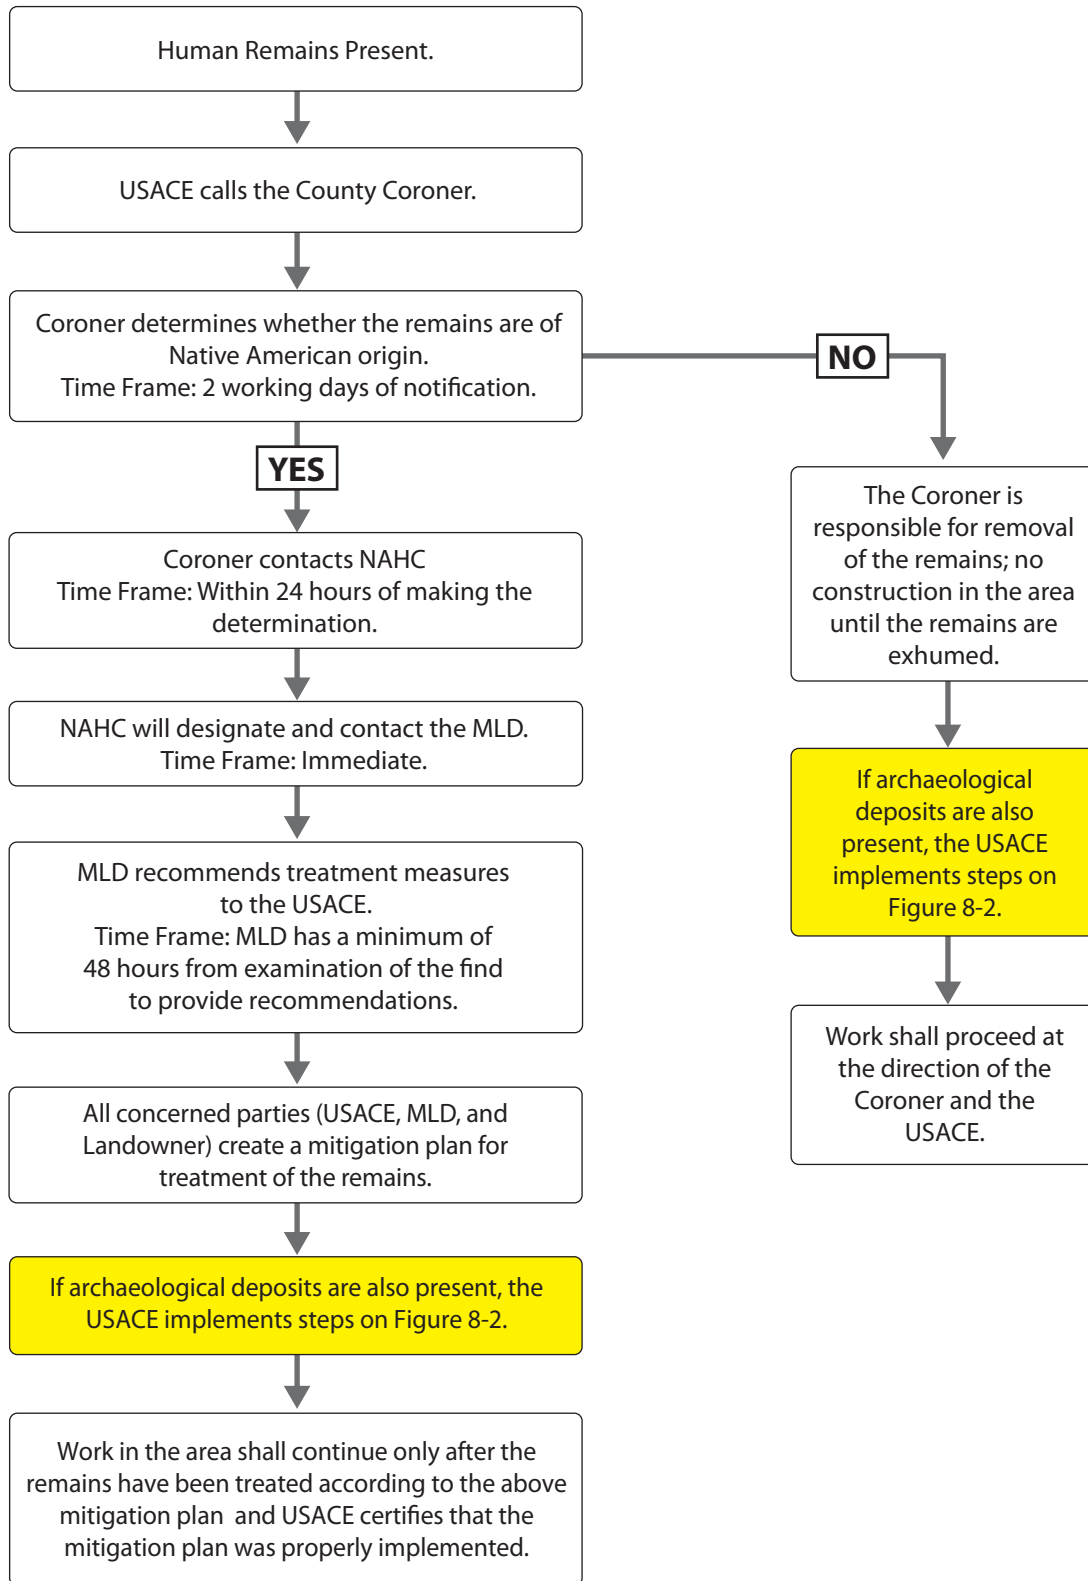 Human Remains Present.
USACE calls the County Coroner.
Coroner determines whether the remains are of
Native American origin.
Time Frame: 2 working days of notification.
NO
YES
Coroner contacts NAHC
Time Frame: Within 24 hours of making the
determination.
NAHC will designate and contact the MLD.
Time Frame: Immediate.
MLD recommends treatment measures
to the USACE.
Time Frame: MLD has a minimum of
48 hours from examination of the find
to provide recommendations.
All concerned parties (USACE, MLD, and
Landowner) create a mitigation plan for
treatment of the remains.
If archaeological deposits are also present, the
USACE implements steps on Figure 8-2.
Work in the area shall continue only after the
remains have been treated according to the above
mitigation plan and USACE certifies that the
mitigation plan was properly implemented.
The Coroner is
responsible for removal
of the remains; no
construction in the area
until the remains are
exhumed.
If archaeological
deposits are also
present, the USACE
implements steps on
Figure 8-2.
Work shall proceed at
the direction of the
Coroner and the
USACE.